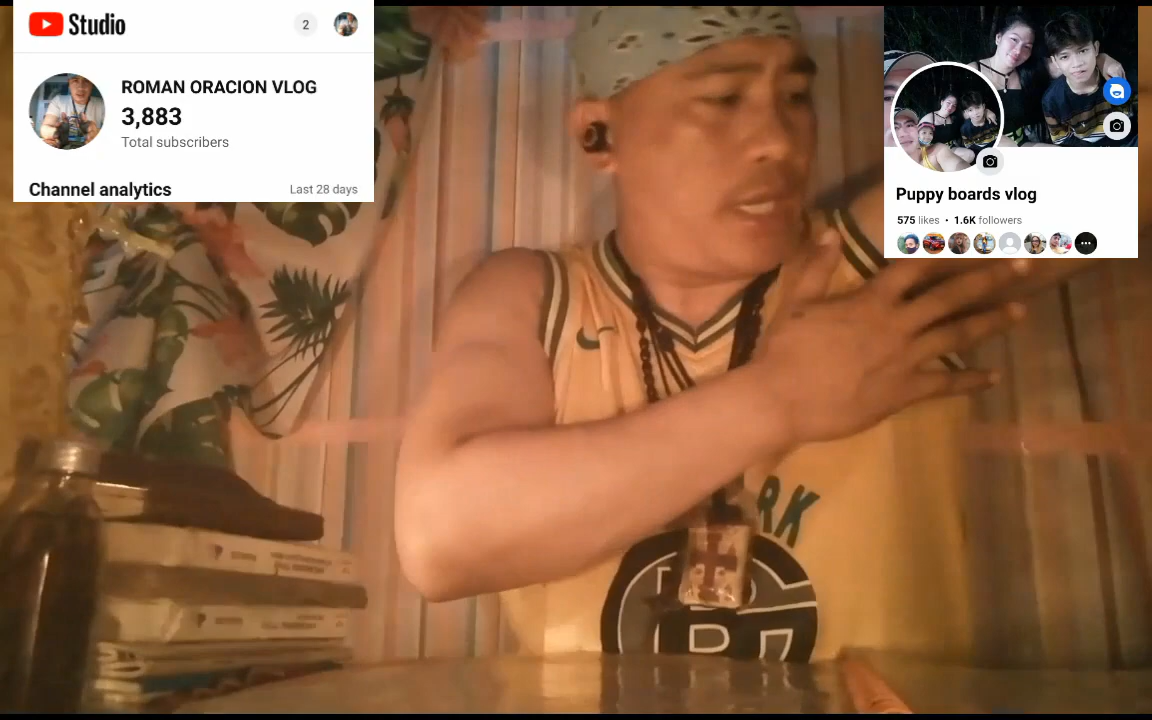 Studio
2
ROMAN ORACION VLOG
3,883
Total subscribers
Channel analytics
Last 28 days
Puppy boards vlog
575 likes • 1.6K followers
RK
B